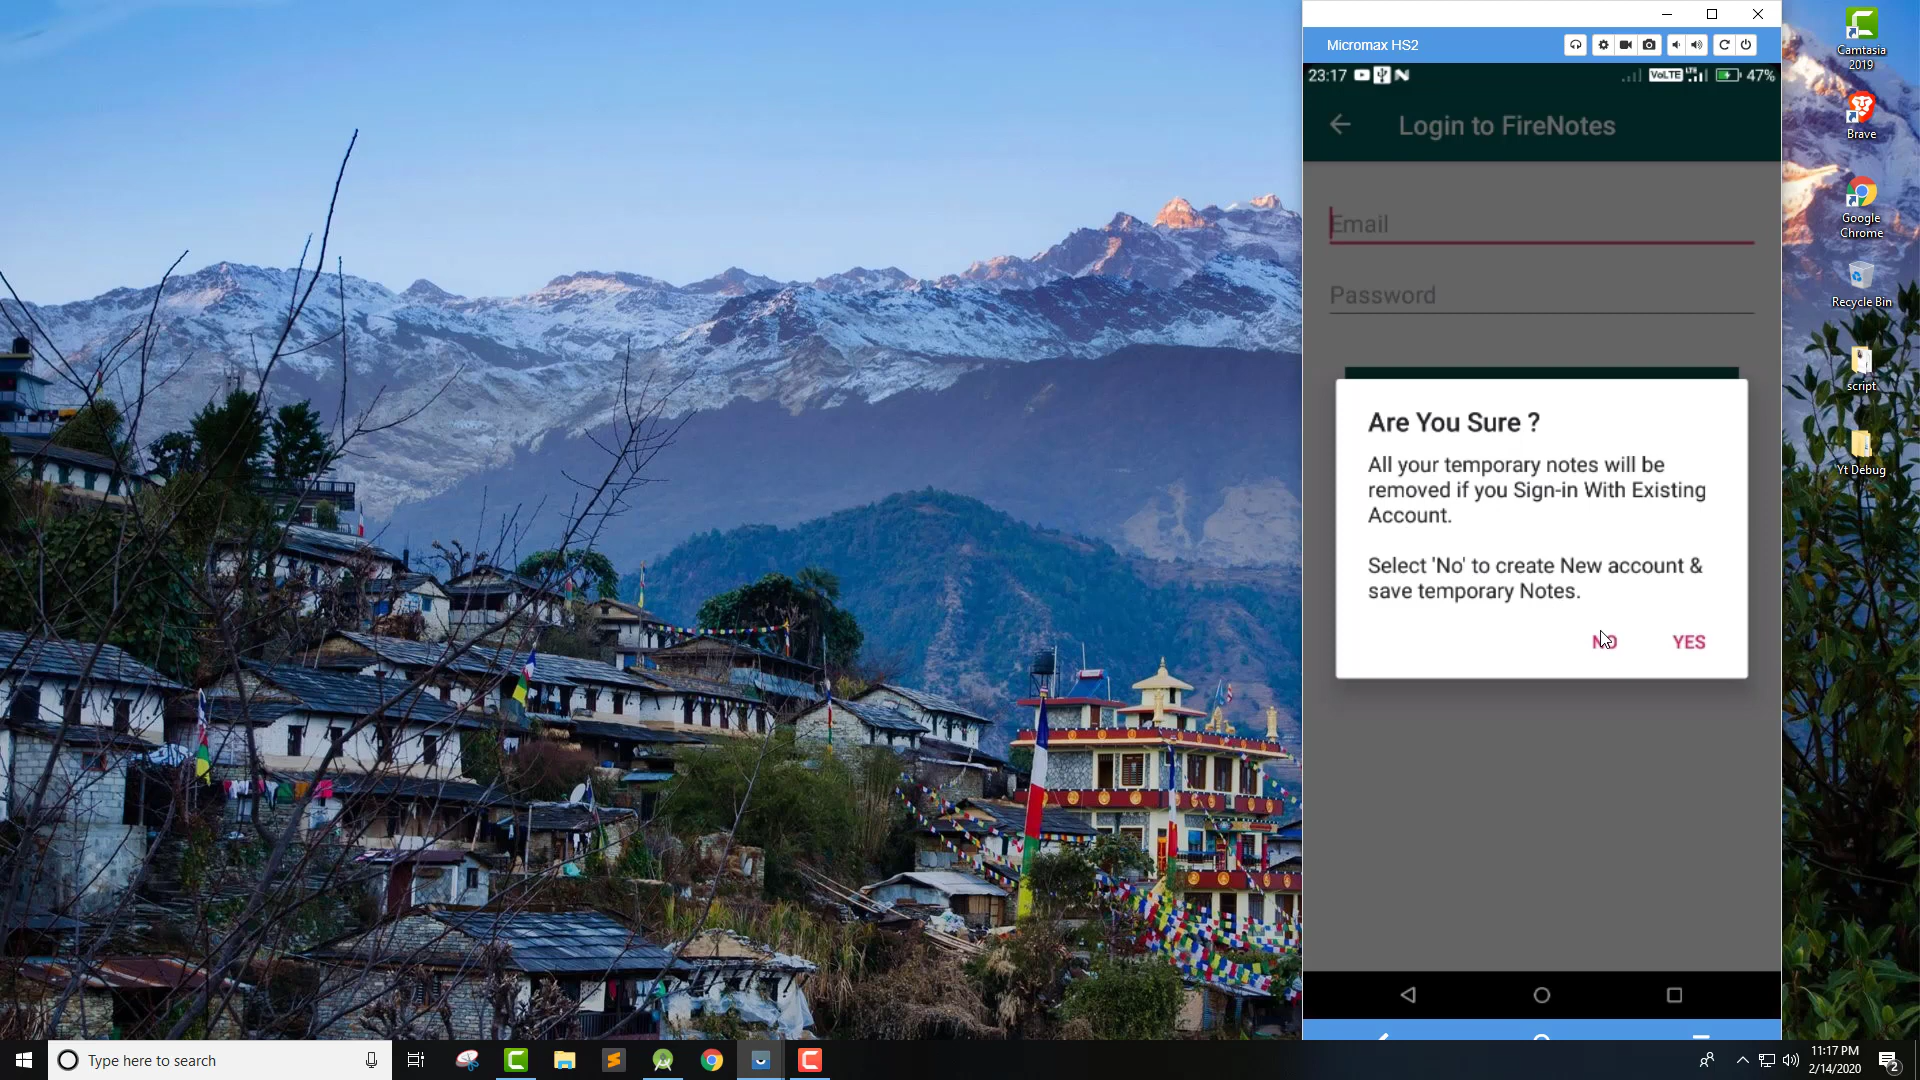 Micromax HS2
23:17
VoLTE
LTE
47%
Login to FireNotes
Email
Password
Are You Sure ?
All your temporary notes will be
removed if you Sign-in With Existing
Account.
Select 'No' to create New account &
save temporary Notes.
NO
YES
Camtasia
2019
Brave
Google
Chrome
Recycle Bin
script
Yt Debug
Type here to search
11:17 PM
2/14/2020
2